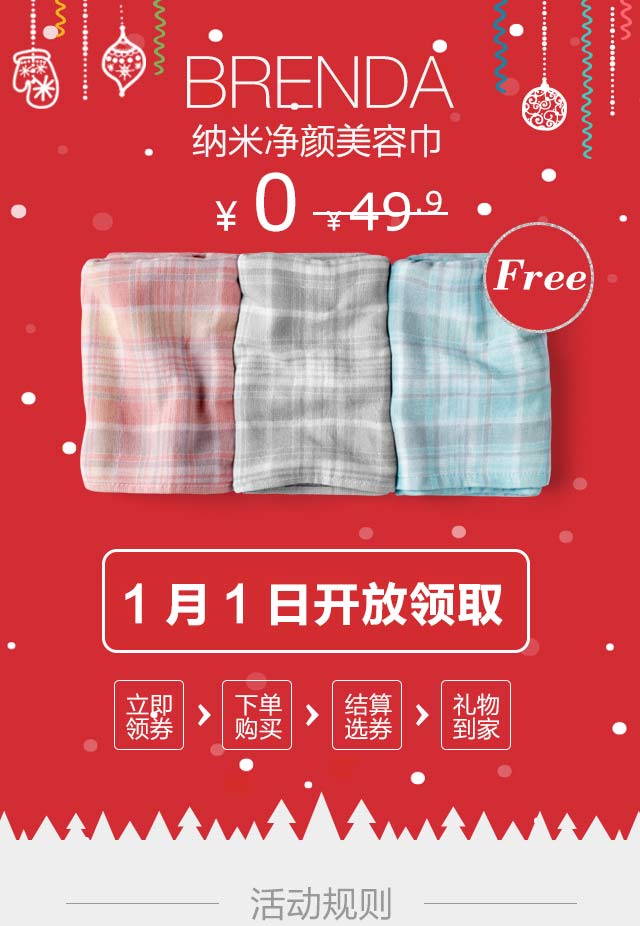 BRENDA
纳米净颜美容巾
¥ 0 ¥ 49.9
Free
1月1日开放领取
立即
领券
下单
购买
结算
选券
礼物
到家
活动规则